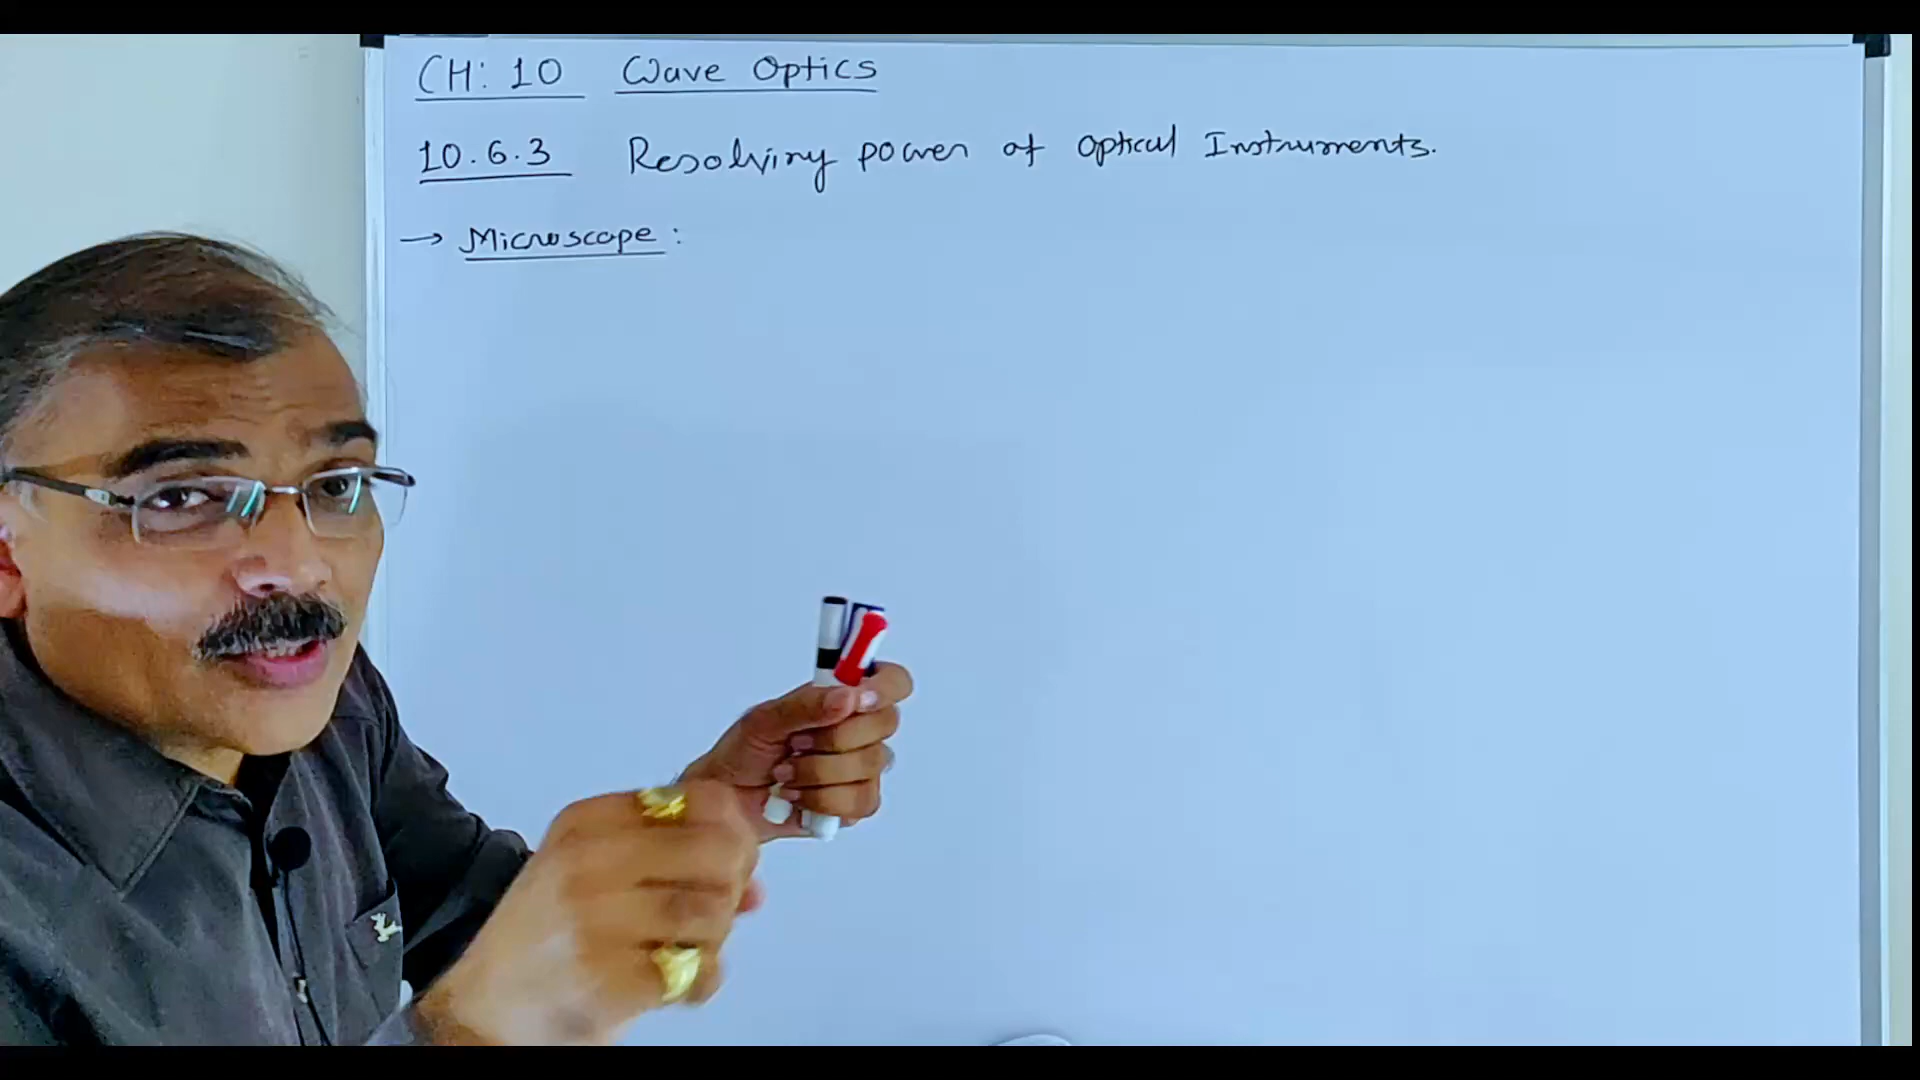 CH: 10 Wave Optics
10.6.3 Resolving power of Optical Instruments.
→ Microscope: